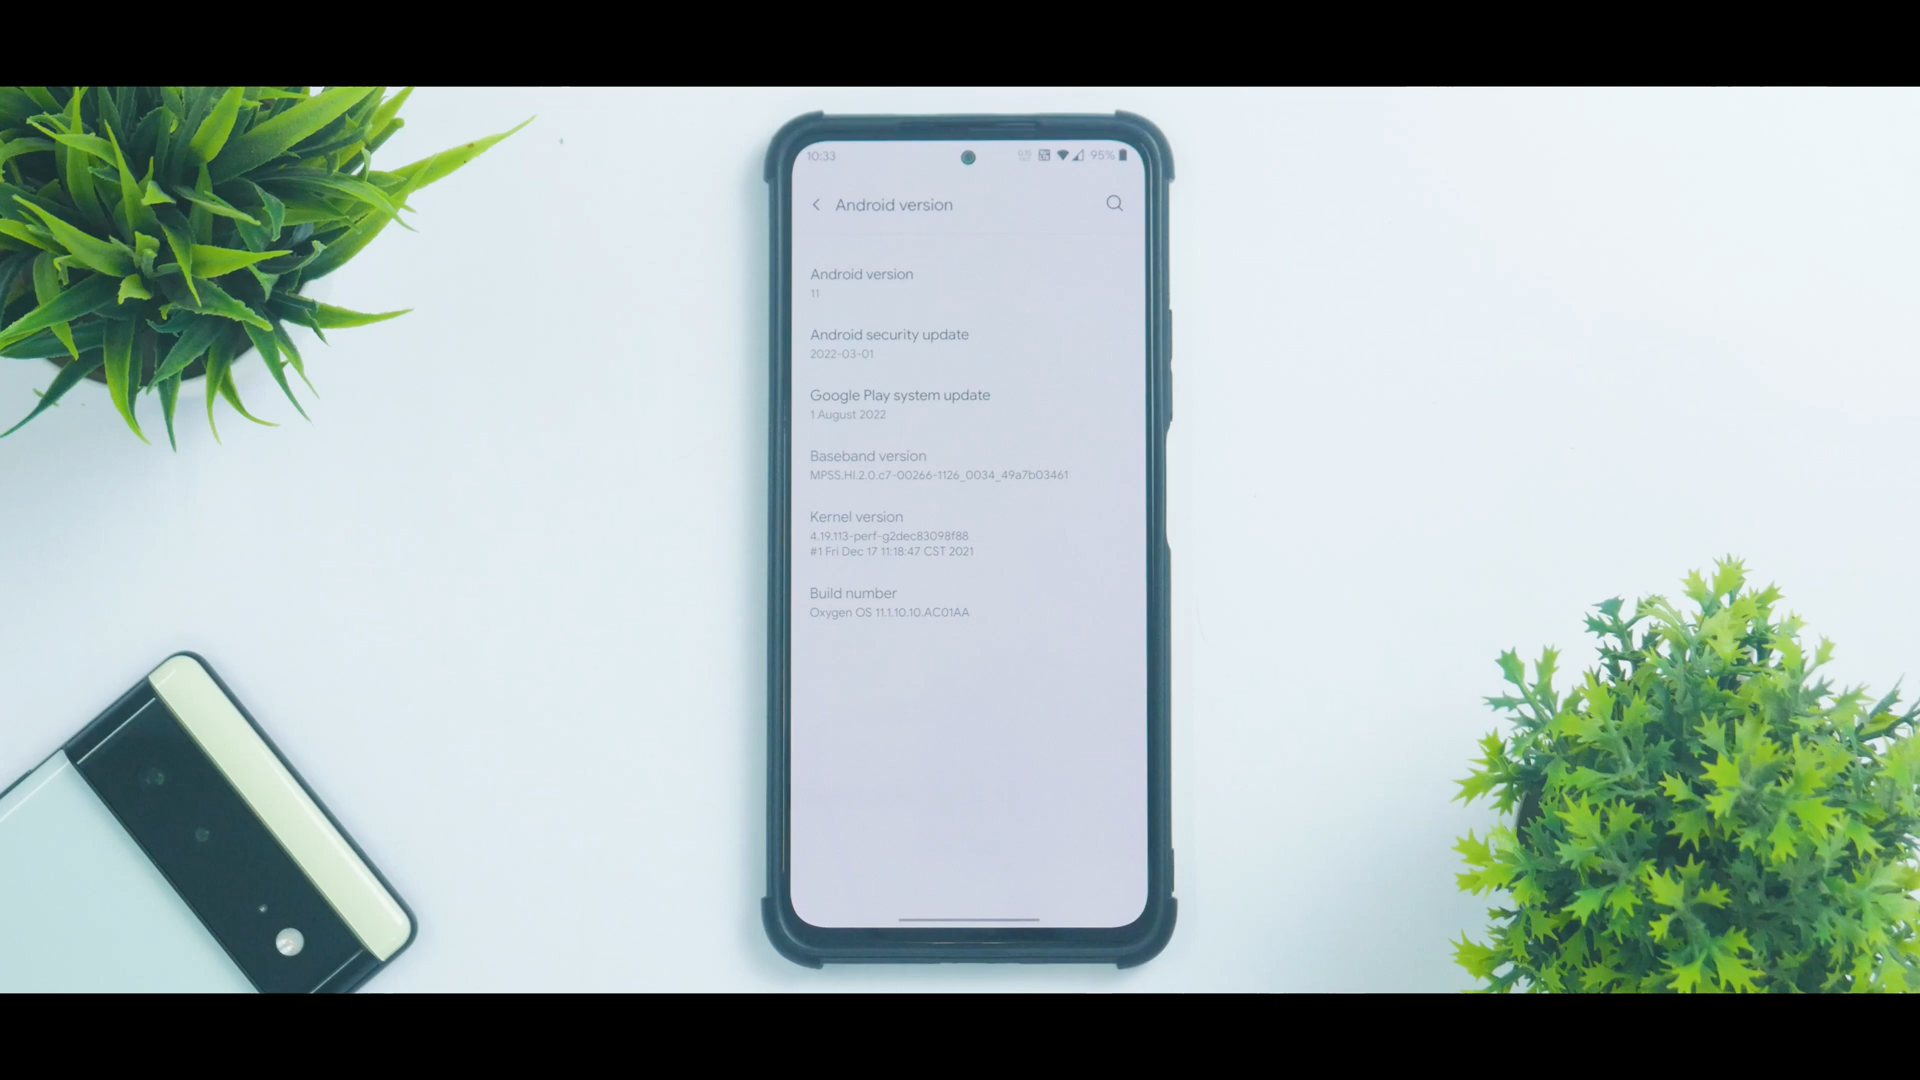 10:33
95%
Android version
Android version
11
Android security update
2022-03-01
Google Play system update
1 August 2022
Baseband version
MPSS.HI.2.0.c7-00266-1126_0034_49a7b03461
Kernel version
4.19.113-perf-g2dec83098f88
#1 Fri Dec 17 11:18:47 CST 2021
Build number
Oxygen OS 11.1.10.10.AC01AA